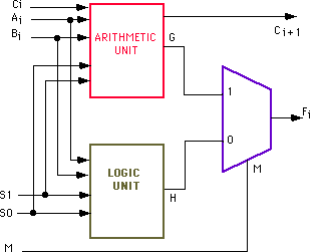 Ci
Ai
Bi
ARITHMETIC
UNIT
G
Ci+1
1
0
Fi
M
LOGIC
UNIT
H
S1
S0
M